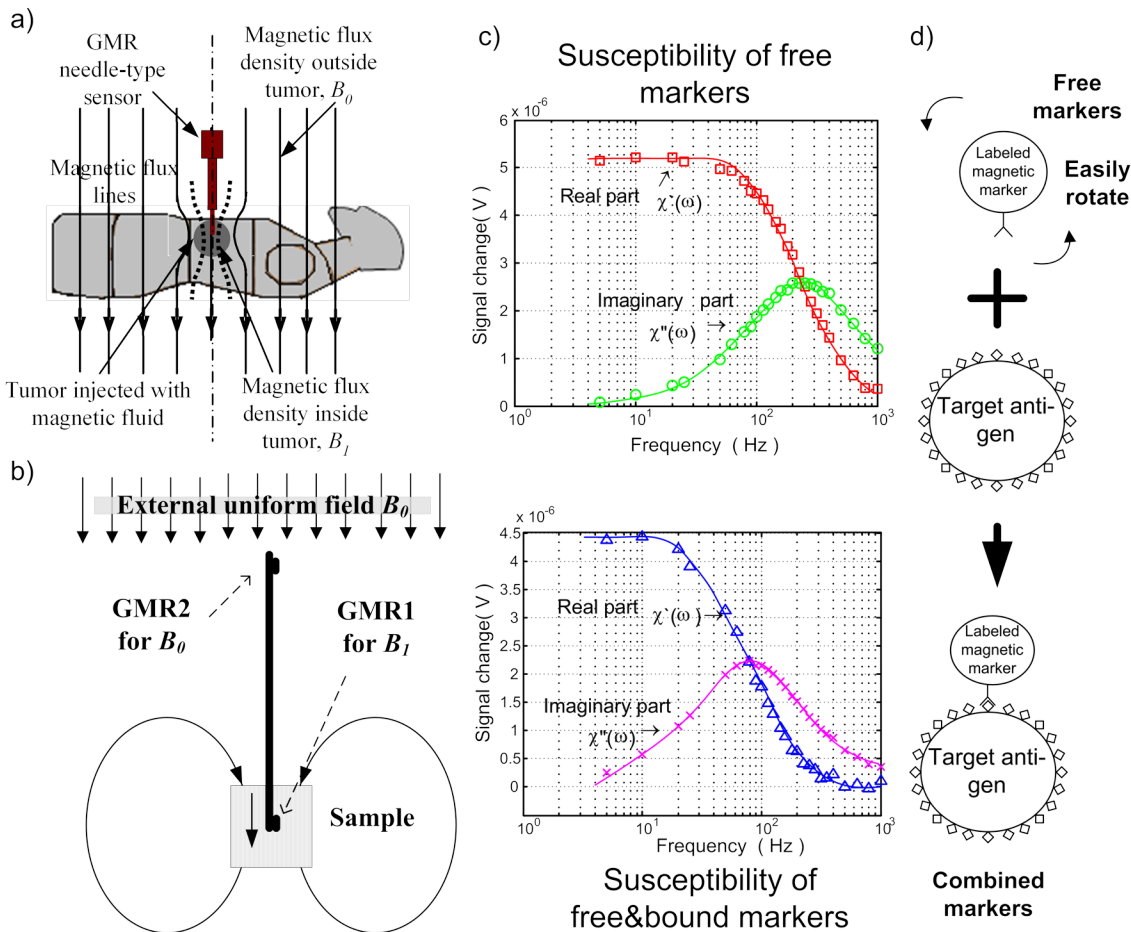 a)
GMR
needle-type
sensor
Magnetic flux
density outside
tumor, B0
Magnetic flux
lines
Tumor injected with
magnetic fluid
Magnetic flux
density inside
tumor, B1
b)
External uniform field B0
GMR2
for B0
GMR1
for B1
Sample
c)
Susceptibility of free
markers
x 10-6
6
5
4
3
2
1
0
Signal change( V )
Real part
χ`(ω)
Imaginary part
χ"(ω)
10^0 10^1 10^2 10^3
Frequency ( Hz )
x 10-6
4.5
4
3.5
3
2.5
2
1.5
1
0.5
0
Signal change( V )
Real part
χ`(ω )
Imaginary part
χ"(ω)
10^0 10^1 10^2 10^3
Frequency ( Hz )
Susceptibility of
free&bound markers
d)
Free
markers
Labeled
magnetic
marker
Easily
rotate
Target anti-
gen
Labeled
magnetic
marker
Target anti-
gen
Combined
markers